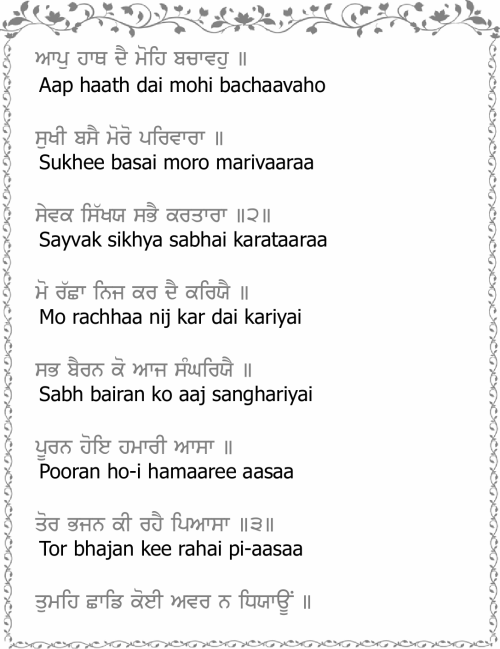 ਆਪੁ ਹਾਥ ਦੈ ਮੋਹਿ ਬਚਾਵਹੁ ॥
Aap haath dai mohi bachaavaho
ਸੁਖੀ ਬਸੈ ਮੋਰੋ ਪਰਿਵਾਰਾ ॥
Sukhee basai moro marivaaraa
ਸੇਵਕ ਸਿੱਖਯ ਸਭੈ ਕਰਤਾਰਾ ॥੨॥
Sayvak sikhya sabhai karataaraa
ਮੋ ਰੱਛਾ ਨਿਜ ਕਰ ਦੈ ਕਰਿਯੈ ॥
Mo rachhaa nij kar dai kariyai
ਸਭ ਬੈਰਨ ਕੋ ਆਜ ਸੰਘਰਿਯੈ ॥
Sabh bairan ko aaj sanghariyai
ਪੂਰਨ ਹੋਇ ਹਮਾਰੀ ਆਸਾ ॥
Pooran ho-i hamaaree aasaa
ਤੋਰ ਭਜਨ ਕੀ ਰਹੈ ਪਿਆਸਾ ॥੩॥
Tor bhajan kee rahai pi-aasaa
ਤੁਮਹਿ ਛਾਡਿ ਕੋਈ ਅਵਰ ਨ ਧਿਯਾਊਂ ॥